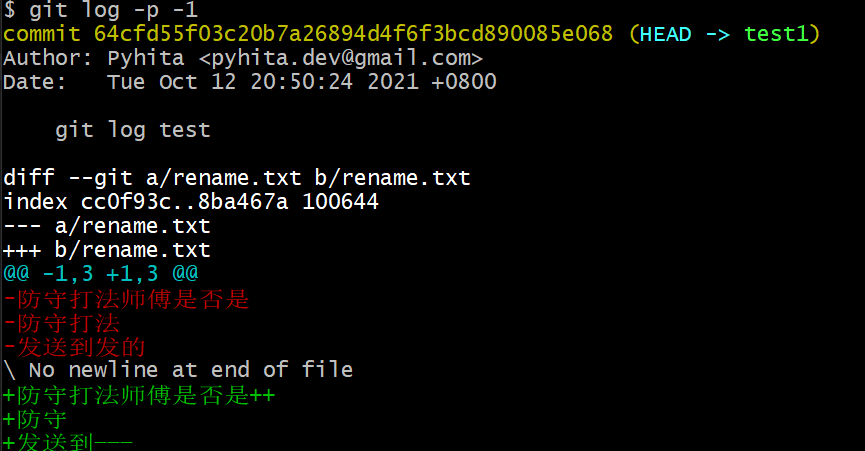 $ git log -p -1
commit 64cfd55f03c20b7a26894d4f6f3bcd890085e068 (HEAD -> test1)
Author: Pyhita <pyhita.dev@gmail.com>
Date:   Tue Oct 12 20:50:24 2021 +0800
    git log test
diff --git a/rename.txt b/rename.txt
index cc0f93c..8ba467a 100644
--- a/rename.txt
+++ b/rename.txt
@@ -1,3 +1,3 @@
-防守打法师傅是否是
-防守打法
-发送到发的
\ No newline at end of file
+防守打法师傅是否是++
+防守
+发送到---